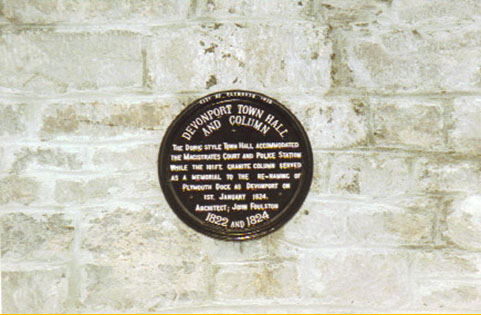 CITY OF PLYMOUTH
DEVONPORT TOWN HALL
AND COLUMN
THE DORIC STYLE TOWN HALL ACCOMMODATED
THE MAGISTRATES COURT AND POLICE STATION
WHILE THE 101FT. GRANITE COLUMN SERVED
AS A MEMORIAL TO THE RE-NAMING OF
PLYMOUTH DOCK AS DEVONPORT ON
1ST. JANUARY 1824.
ARCHITECT; JOHN FOULSTON
1822 AND 1824